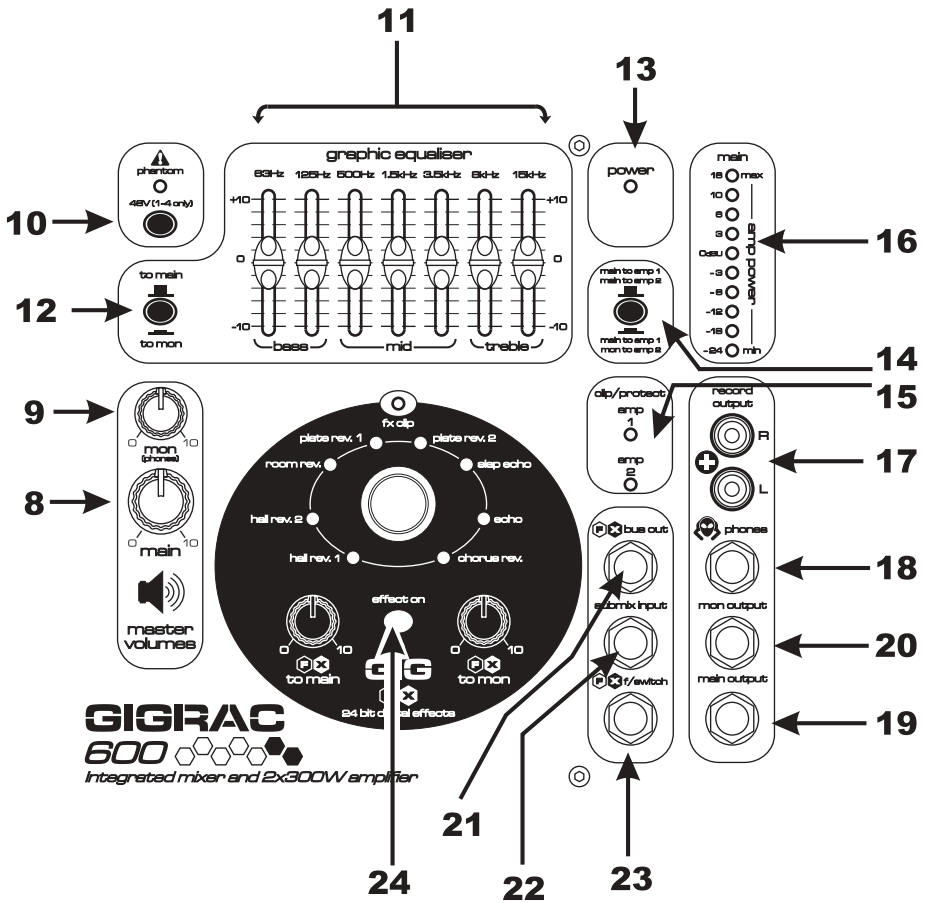 11
13
10
12
9
8
16
14
15
17
18
20
19
21
22
23
24
phantom
48V (1-4 only)
to main
to mon
graphic equaliser
63Hz 125Hz 500Hz 1.5kHz 3.5kHz 8kHz 15kHz
+10 +10
0 0
-10 -10
bass mid treble
power
main to amp 1
main to amp 2
main to amp 1
mon to amp 2
main
16 max
10
6
3
0dBu
-3
-6
-12
-18
-24 min
amp power
0 10
mon
(phones)
0 10
main
master
volumes
fx clip
plate rev. 1 plate rev. 2
room rev. slap echo
hall rev. 2 echo
hall rev. 1 chorus rev.
effect on
0 10 0 10
FX FX
to main to mon
24 bit digital effects
clip/protect
amp
1
amp
2
record
output
R
L
FX bus out
phones
submix input
mon output
FX f/switch
main output
GIGRAC
600
Integrated mixer and 2x300W amplifier